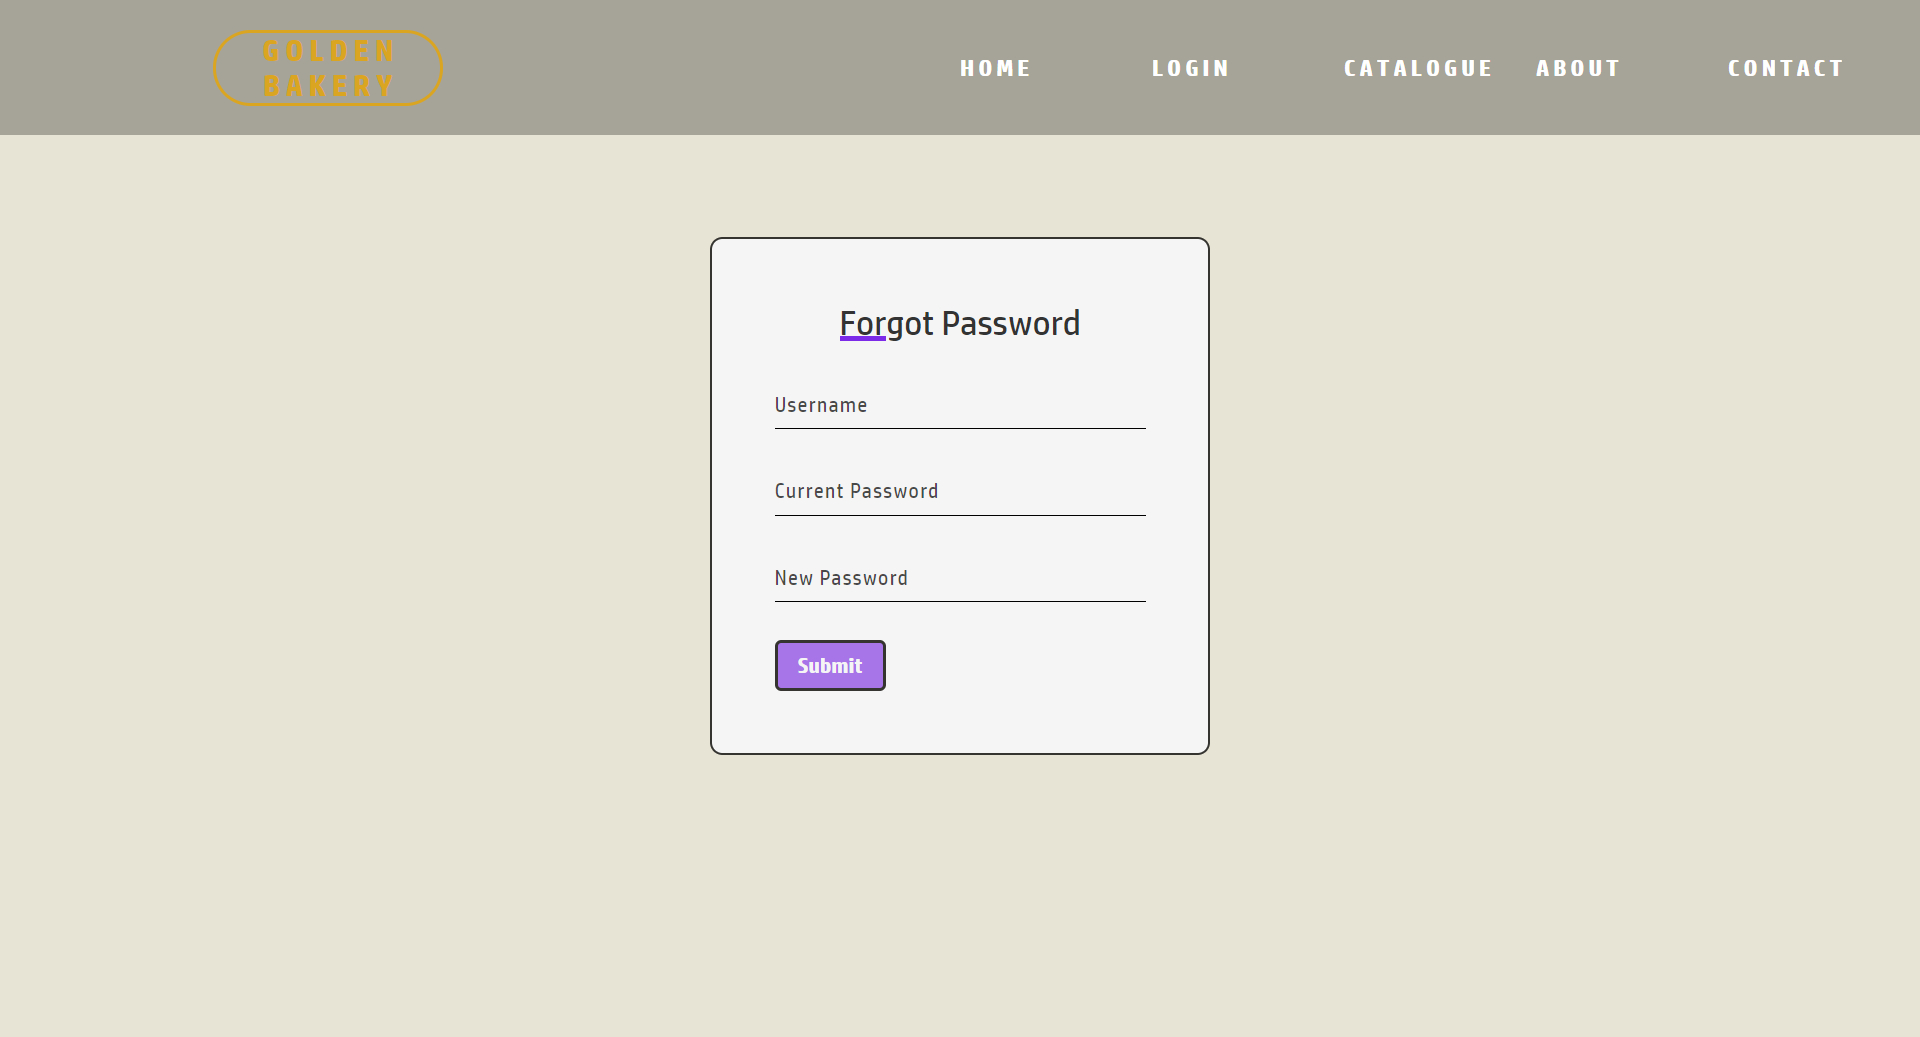 GOLDEN
BAKERY
HOME LOGIN CATALOGUE ABOUT CONTACT
Forgot Password
Username
Current Password
New Password
Submit